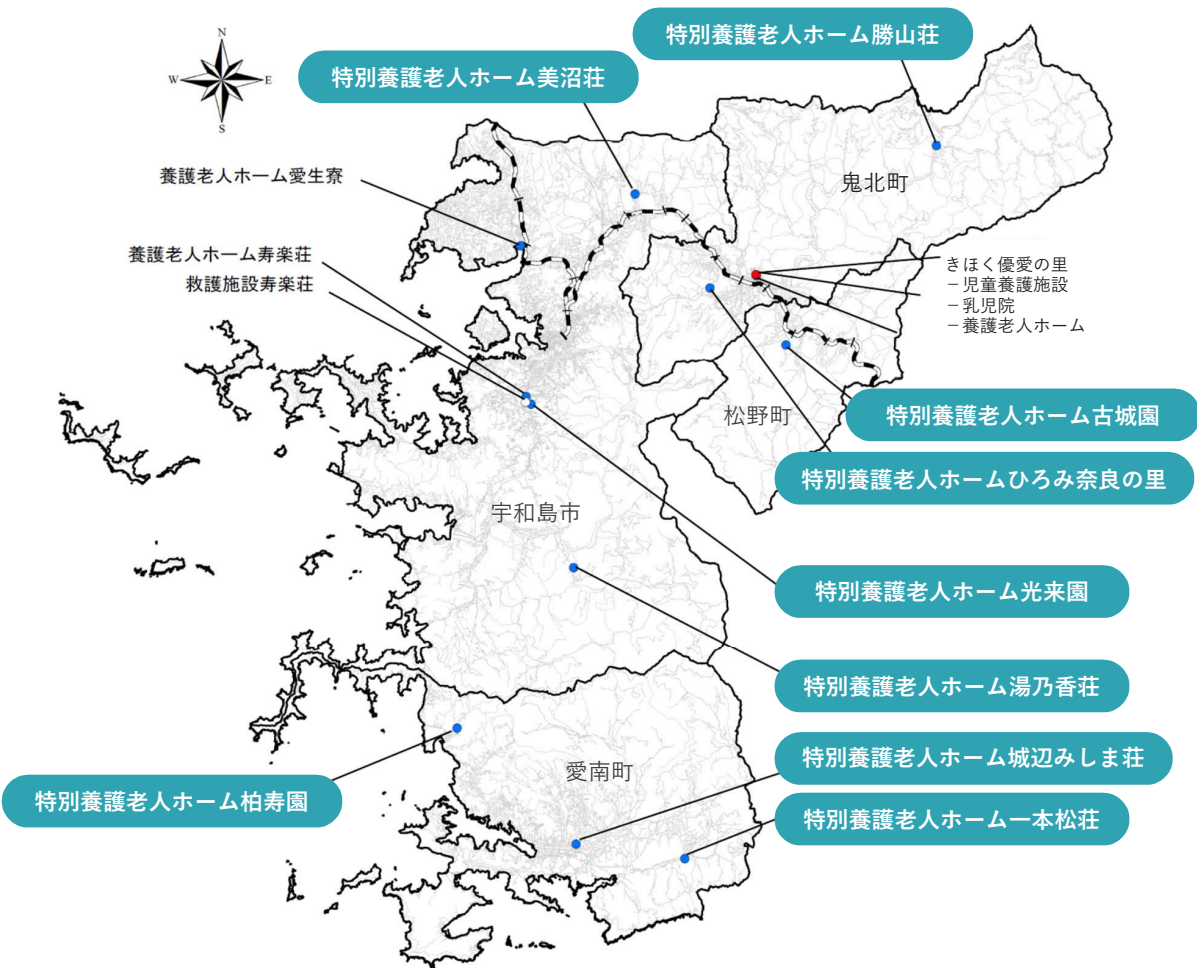 特別養護老人ホーム勝山荘
N
特別養護老人ホーム美沼荘
W
E
S
養護老人ホーム愛生寮
鬼北町
養護老人ホーム寿楽荘
救護施設寿楽荘
きほく優愛の里
－児童養護施設
－乳児院
－養護老人ホーム
松野町
特別養護老人ホーム古城園
特別養護老人ホームひろみ奈良の里
宇和島市
特別養護老人ホーム光来園
特別養護老人ホーム湯乃香荘
特別養護老人ホーム城辺みしま荘
愛南町
特別養護老人ホーム柏寿園
特別養護老人ホーム一本松荘